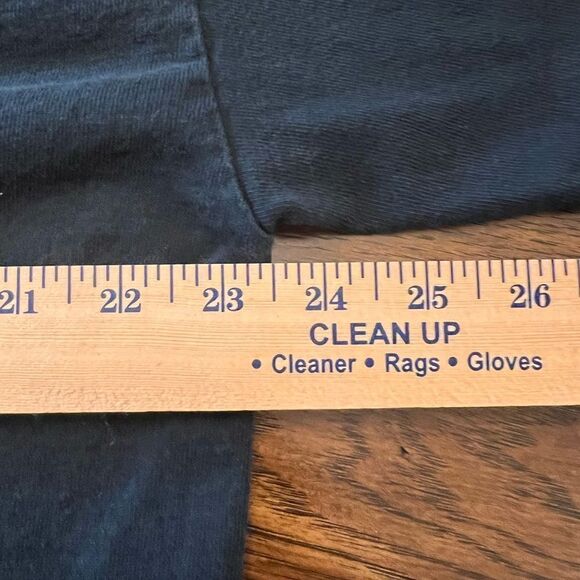 21 22 23 24 25 26
CLEAN UP
• Cleaner • Rags • Gloves